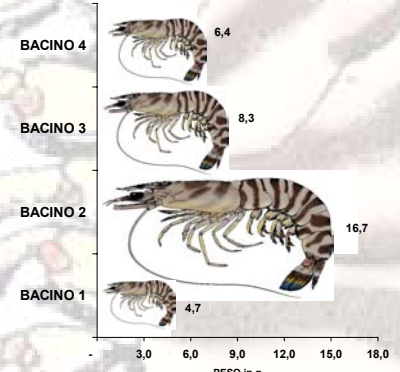 BACINO 4
6,4
BACINO 3
8,3
BACINO 2
16,7
BACINO 1
4,7
- 3,0 6,0 9,0 12,0 15,0 18,0
PESO in g